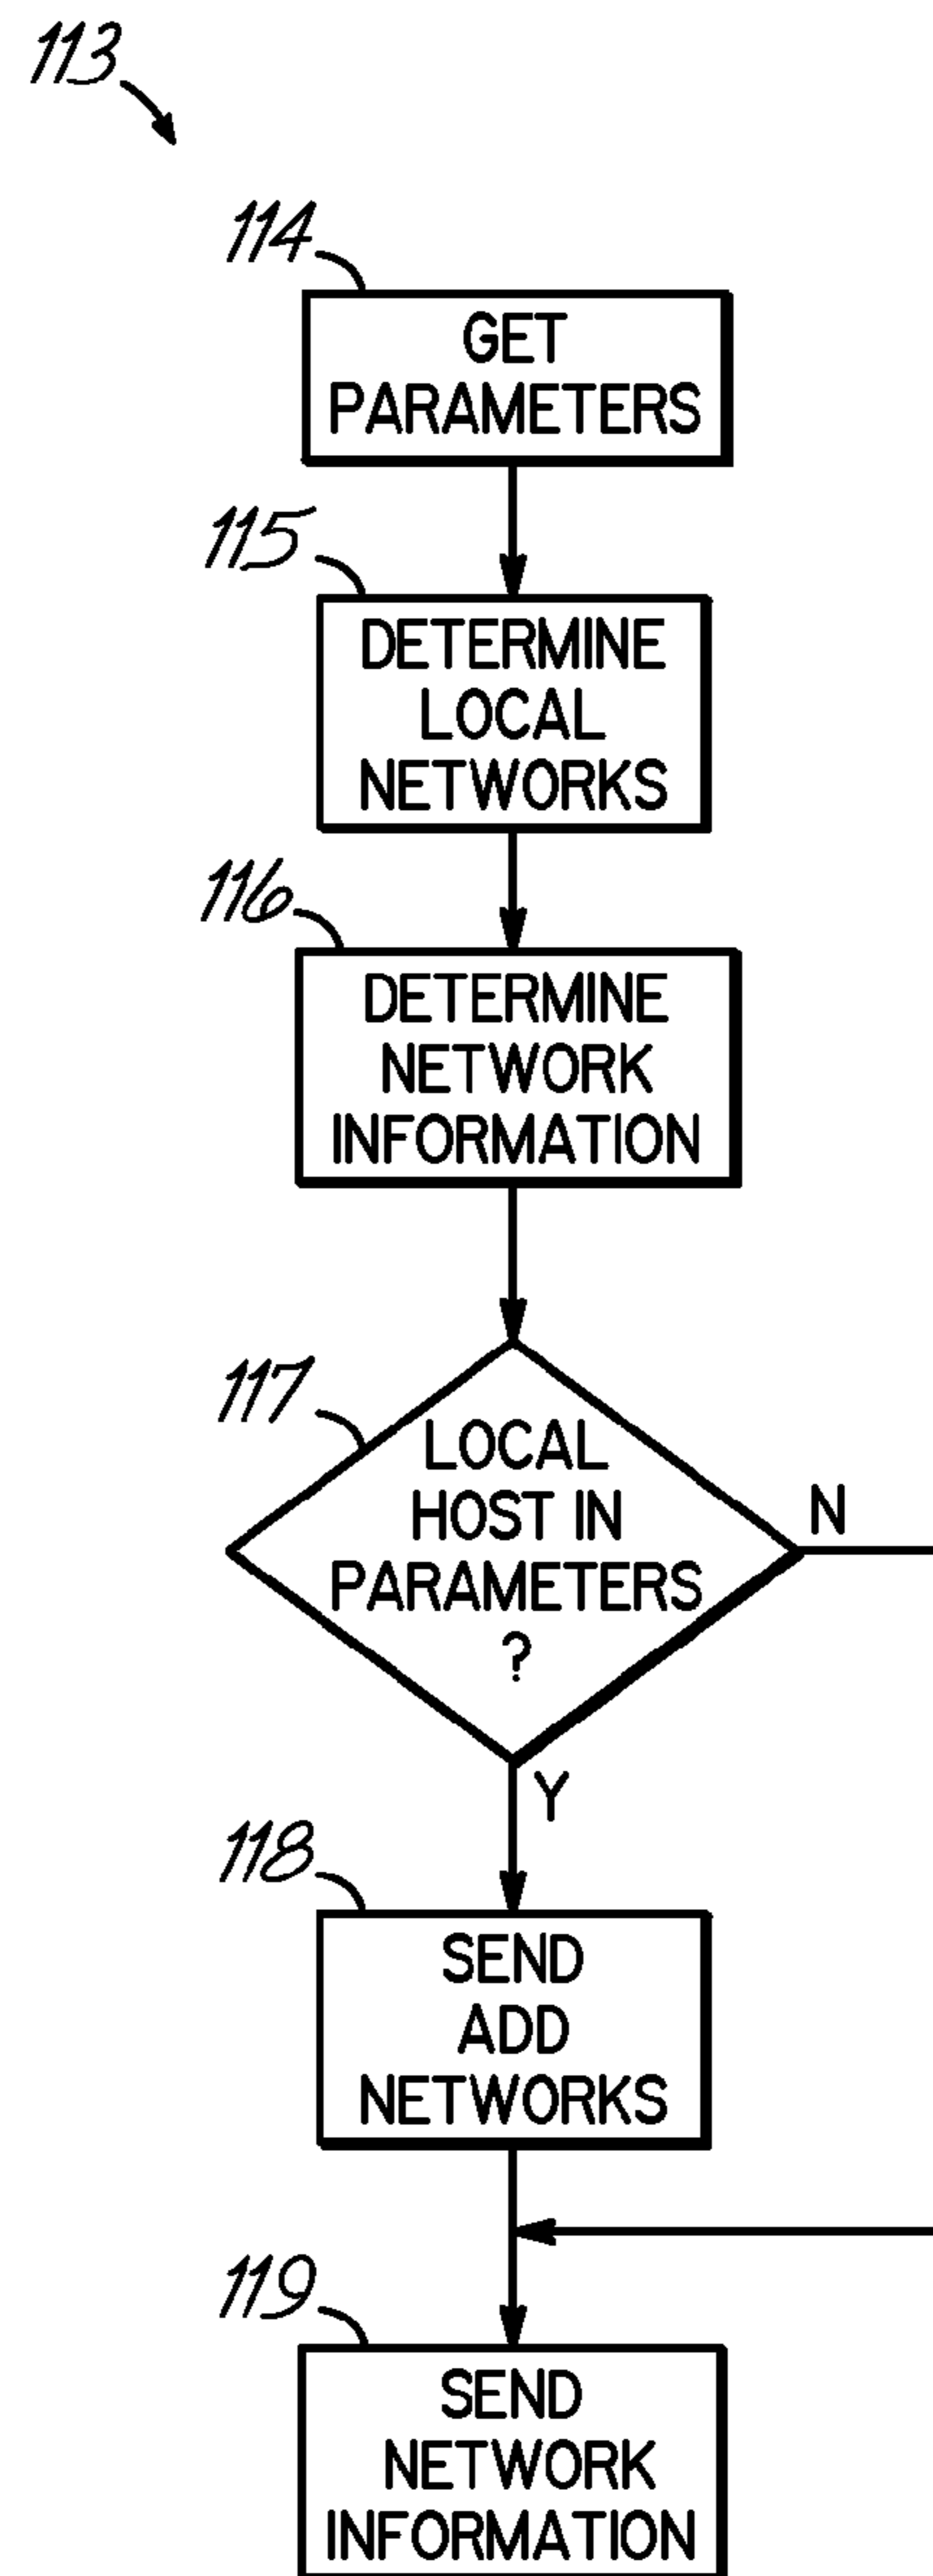 113
114
GET
PARAMETERS
115
DETERMINE
LOCAL
NETWORKS
116
DETERMINE
NETWORK
INFORMATION
117
LOCAL
HOST IN
PARAMETERS
?
N
Y
118
SEND
ADD
NETWORKS
119
SEND
NETWORK
INFORMATION